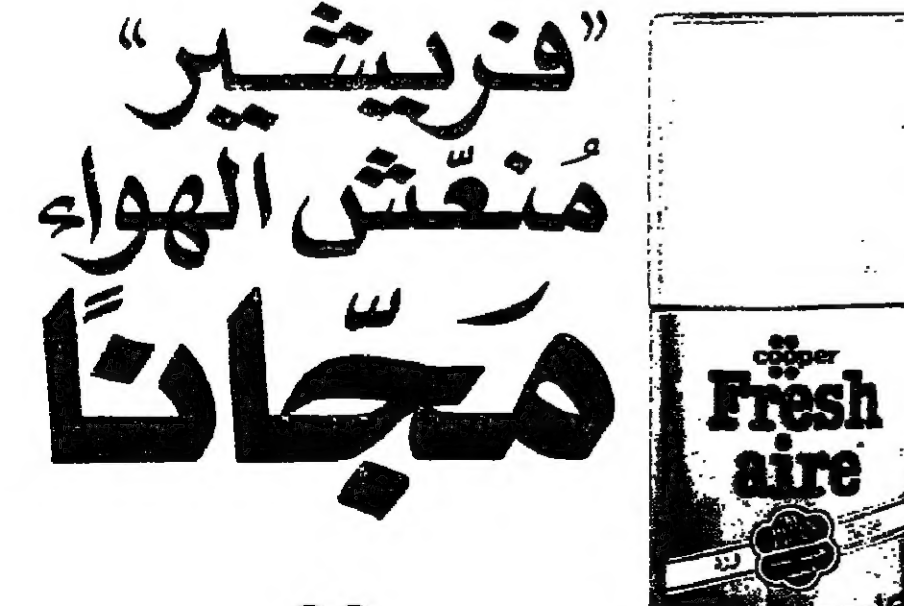 ”فريشير“
مُنعّش الهواء
مَجّانًا
cooper
Fresh
aire